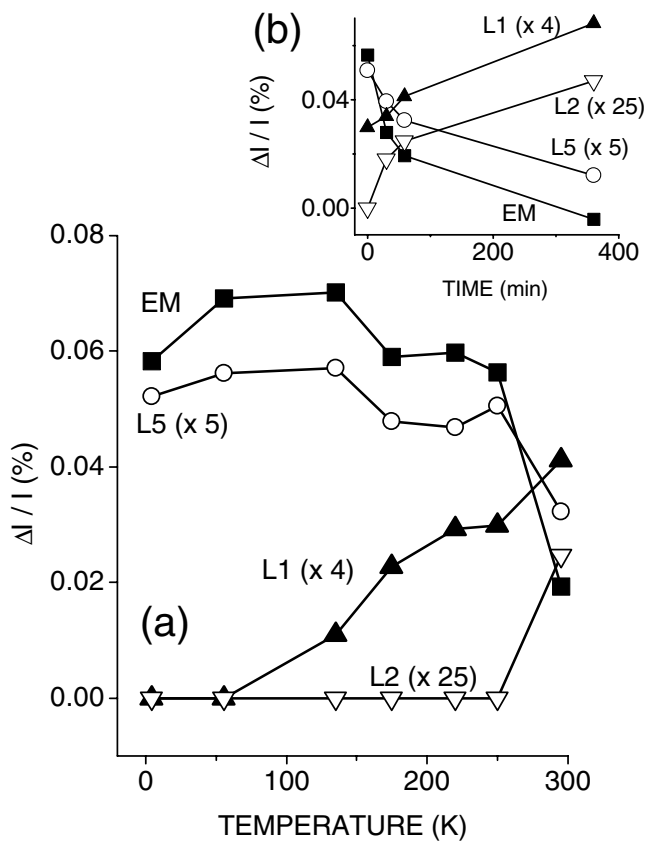 (b)
L1 (x 4)
L2 (x 25)
L5 (x 5)
EM
ΔI / I (%)
0.04
0.00
0
200
400
TIME (min)
0.08
0.06
0.04
0.02
0.00
ΔI / I (%)
EM
L5 (x 5)
L1 (x 4)
(a)
L2 (x 25)
0
100
200
300
TEMPERATURE (K)